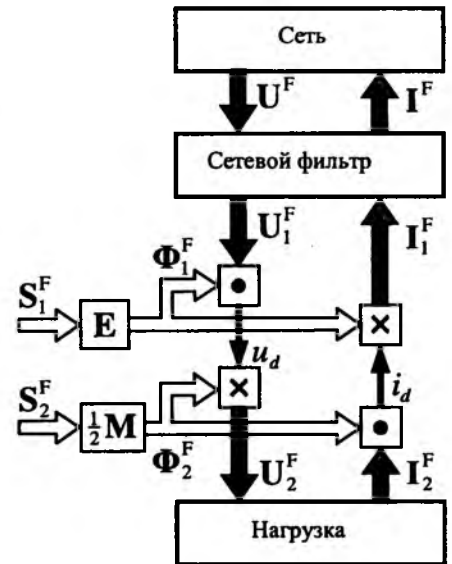 Сеть
U^F I^F
Сетевой фильтр
U_1^F I_1^F
Φ_1^F
S_1^F E • ×
u_d
S_2^F ½M × i_d •
Φ_2^F U_2^F I_2^F
Нагрузка